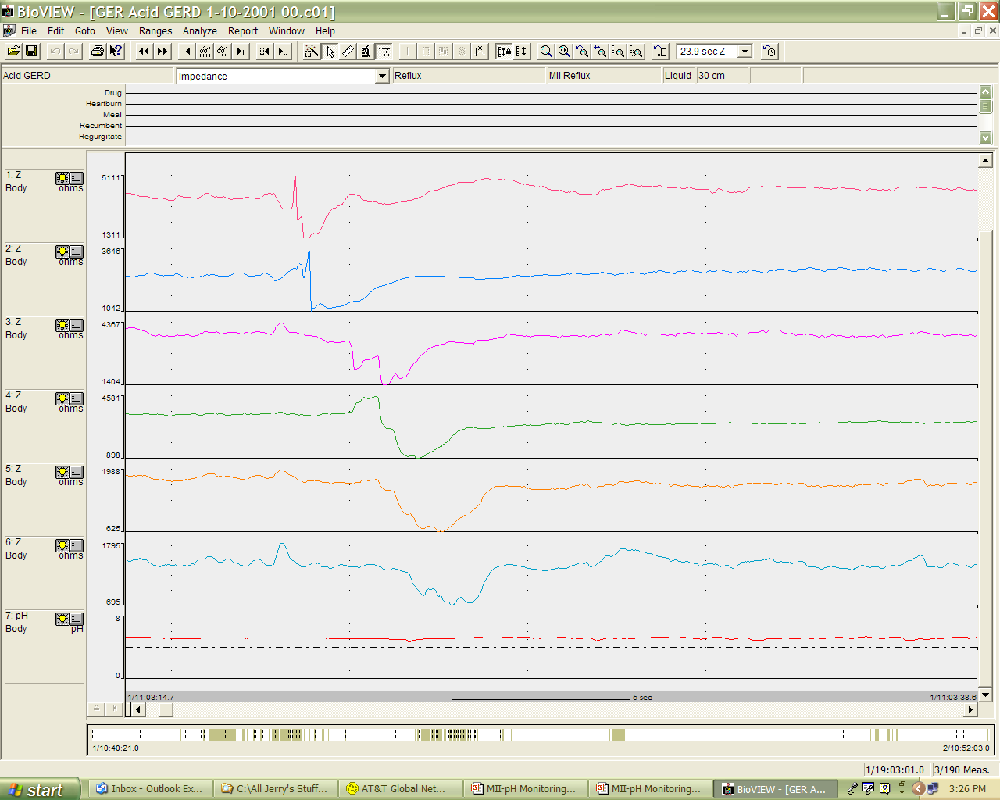 BioVIEW - [GER Acid GERD 1-10-2001 00.c01]
File Edit Goto View Ranges Analyze Report Window Help
23.9 sec Z
Acid GERD Impedance Reflux MII Reflux Liquid 30 cm
Drug
Heartburn
Meal
Recumbent
Regurgitate
1: Z 5111
Body ohms
1311
2: Z 3646
Body ohms
1042
3: Z 4367
Body ohms
1404
4: Z 4581
Body ohms
898
5: Z 1988
Body ohms
625
6: Z 1795
Body ohms
695
7: pH 8
Body pH
0
1/11:03:14.7 5 sec 1/11:03:38.6
1/10:40:21.0 2/10:52:03.0
1/19:03:01.0 3/190 Meas.
start Inbox - Outlook Ex... C:\All Jerry's Stuff... AT&T Global Net... MII-pH Monitoring... MII-pH Monitoring... BioVIEW - [GER A... 3:26 PM